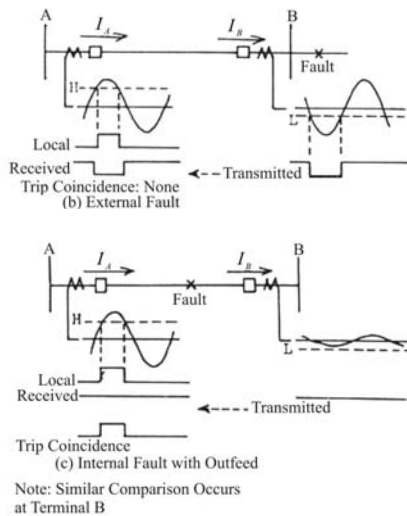 A
I_A
I_B
B
Fault
H
L
Local
Received
Transmitted
Trip Coincidence: None
(b) External Fault
A
I_A
I_B
B
Fault
H
L
Local
Received
Transmitted
Trip Coincidence
(c) Internal Fault with Outfeed
Note: Similar Comparison Occurs
at Terminal B